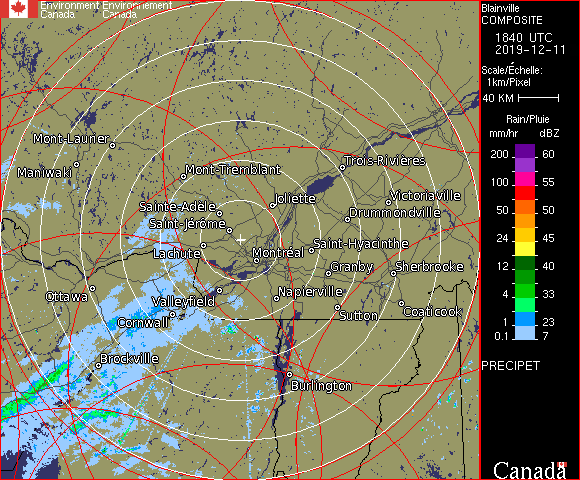 Environment Environnement
Canada Canada
Blainville
COMPOSITE
1840 UTC
2019-12-11
Scale/Échelle:
1km/Pixel
40 KM
Rain/Pluie
mm/hr dBZ
200 60
100 55
50 50
24 45
12 40
4 33
1 23
0.1 7
PRECIPET
Canada
Mont-Laurier
Maniwaki
Mont-Tremblant
Trois-Rivières
Sainte-Adèle
Joliette
Victoriaville
Drummondville
Saint-Jérôme
Lachute
Montréal
Saint-Hyacinthe
Granby
Sherbrooke
Ottawa
Valleyfield
Napierville
Cornwall
Sutton
Coaticook
Brockville
Burlington